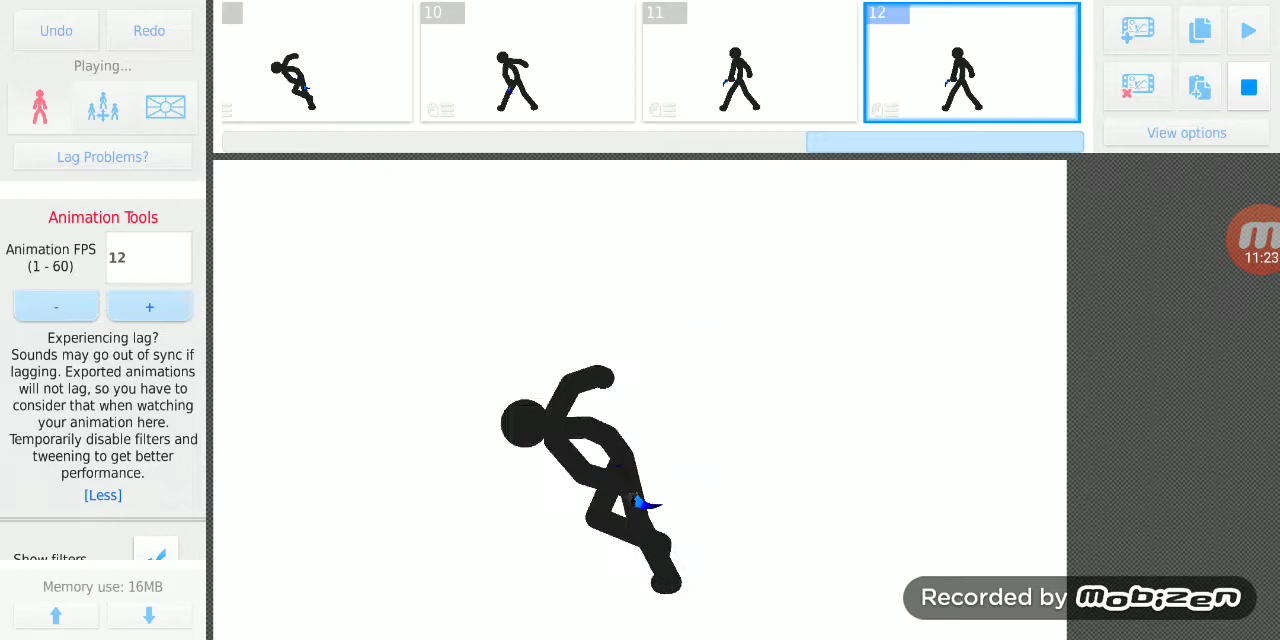 Undo
Redo
Playing...
Lag Problems?
Animation Tools
Animation FPS
(1 - 60)
12
-
+
Experiencing lag?
Sounds may go out of sync if
lagging. Exported animations
will not lag, so you have to
consider that when watching
your animation here.
Temporarily disable filters and
tweening to get better
performance.
[Less]
Show filters
Memory use: 16MB
10
11
12
View options
11:23
Recorded by mobizen